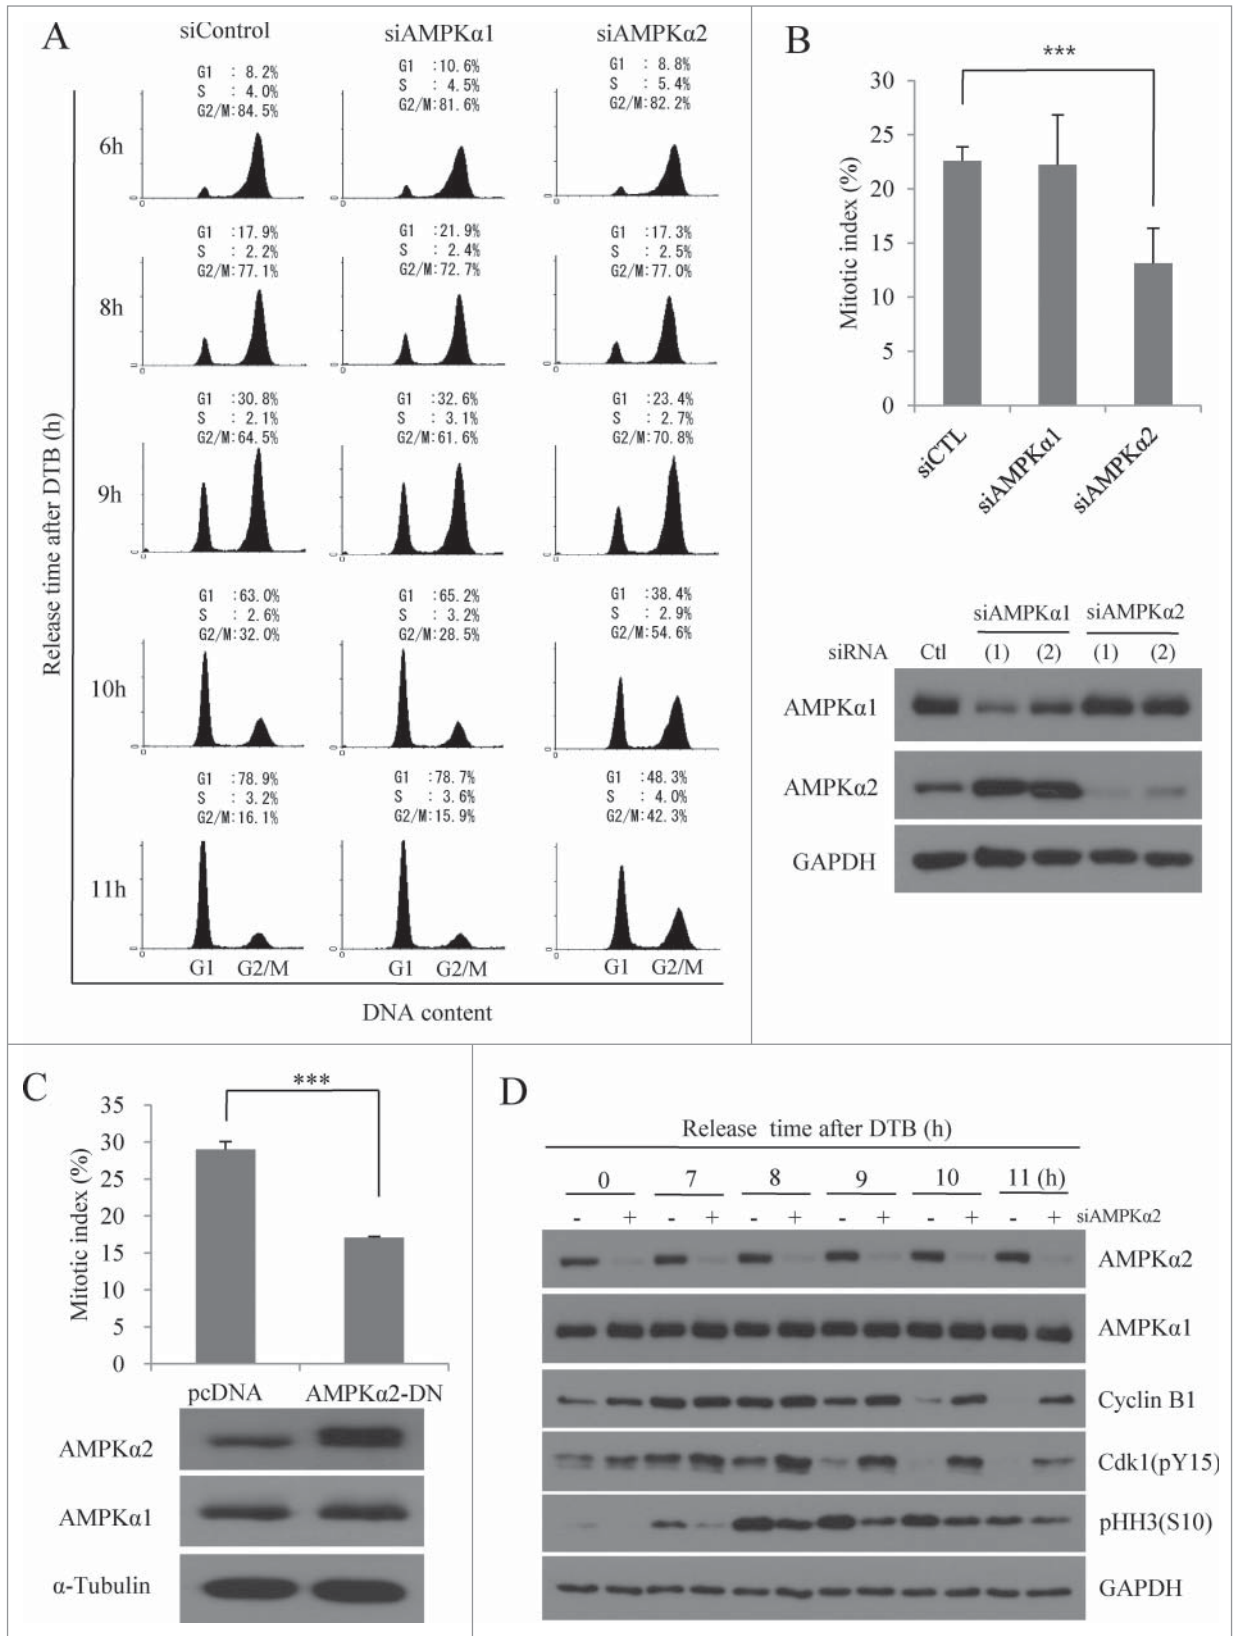 A
siControl siAMPKα1 siAMPKα2
G1 : 8.2%
S : 4.0%
G2/M:84.5%
G1 :10.6%
S : 4.5%
G2/M:81.6%
G1 : 8.8%
S : 5.4%
G2/M:82.2%
6h
G1 :17.9%
S : 2.2%
G2/M:77.1%
G1 :21.9%
S : 2.4%
G2/M:72.7%
G1 :17.3%
S : 2.5%
G2/M:77.0%
8h
G1 :30.8%
S : 2.1%
G2/M:64.5%
G1 :32.6%
S : 3.1%
G2/M:61.6%
G1 :23.4%
S : 2.7%
G2/M:70.8%
9h
G1 :63.0%
S : 2.6%
G2/M:32.0%
G1 :65.2%
S : 3.2%
G2/M:28.5%
G1 :38.4%
S : 2.9%
G2/M:54.6%
10h
G1 :78.9%
S : 3.2%
G2/M:16.1%
G1 :78.7%
S : 3.6%
G2/M:15.9%
G1 :48.3%
S : 4.0%
G2/M:42.3%
11h
Release time after DTB (h)
G1 G2/M G1 G2/M G1 G2/M
DNA content
B
***
30
25
20
15
10
5
0
Mitotic index (%)
siCTL siAMPKα1 siAMPKα2
siAMPKα1 siAMPKα2
siRNA Ctl (1) (2) (1) (2)
AMPKα1
AMPKα2
GAPDH
C
***
35
30
25
20
15
10
5
0
Mitotic index (%)
pcDNA AMPKα2-DN
AMPKα2
AMPKα1
α-Tubulin
D
Release time after DTB (h)
0 7 8 9 10 11 (h)
- + - + - + - + - + - + siAMPKα2
AMPKα2
AMPKα1
Cyclin B1
Cdk1(pY15)
pHH3(S10)
GAPDH